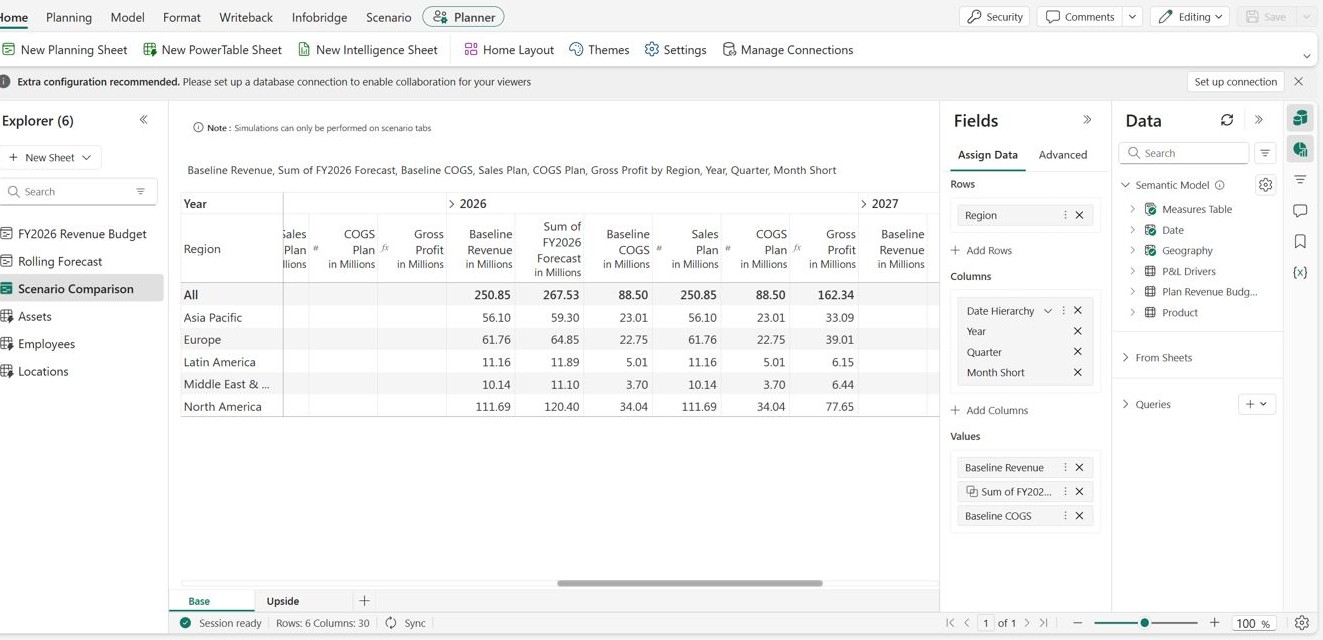 Home Planning Model Format Writeback Infobridge Scenario Planner Security Comments Editing Save
New Planning Sheet New PowerTable Sheet New Intelligence Sheet Home Layout Themes Settings Manage Connections
Extra configuration recommended. Please set up a database connection to enable collaboration for your viewers Set up connection
Explorer (6)
New Sheet
Search
FY2026 Revenue Budget
Rolling Forecast
Scenario Comparison
Assets
Employees
Locations
Note : Simulations can only be performed on scenario tabs
Baseline Revenue, Sum of FY2026 Forecast, Baseline COGS, Sales Plan, COGS Plan, Gross Profit by Region, Year, Quarter, Month Short
Year 2026 2027
Region
Sales
Plan
llions
# COGS
Plan
in Millions
fx Gross
Profit
in Millions
Baseline
Revenue
in Millions
Sum of
FY2026
Forecast
in Millions
Baseline
COGS
in Millions
# Sales
Plan
in Millions
# COGS
Plan
in Millions
fx Gross
Profit
in Millions
Baseline
Revenue
in Millions
All 250.85 267.53 88.50 250.85 88.50 162.34
Asia Pacific 56.10 59.30 23.01 56.10 23.01 33.09
Europe 61.76 64.85 22.75 61.76 22.75 39.01
Latin America 11.16 11.89 5.01 11.16 5.01 6.15
Middle East & ... 10.14 11.10 3.70 10.14 3.70 6.44
North America 111.69 120.40 34.04 111.69 34.04 77.65
Base Upside
Session ready Rows: 6 Columns: 30 Sync 1 of 1 100 %
Fields
Assign Data Advanced
Rows
Region
Add Rows
Columns
Date Hierarchy
Year
Quarter
Month Short
Add Columns
Values
Baseline Revenue
Sum of FY202...
Baseline COGS
Data
Search
Semantic Model
Measures Table
Date
Geography
P&L Drivers
Plan Revenue Budg...
Product
From Sheets
Queries